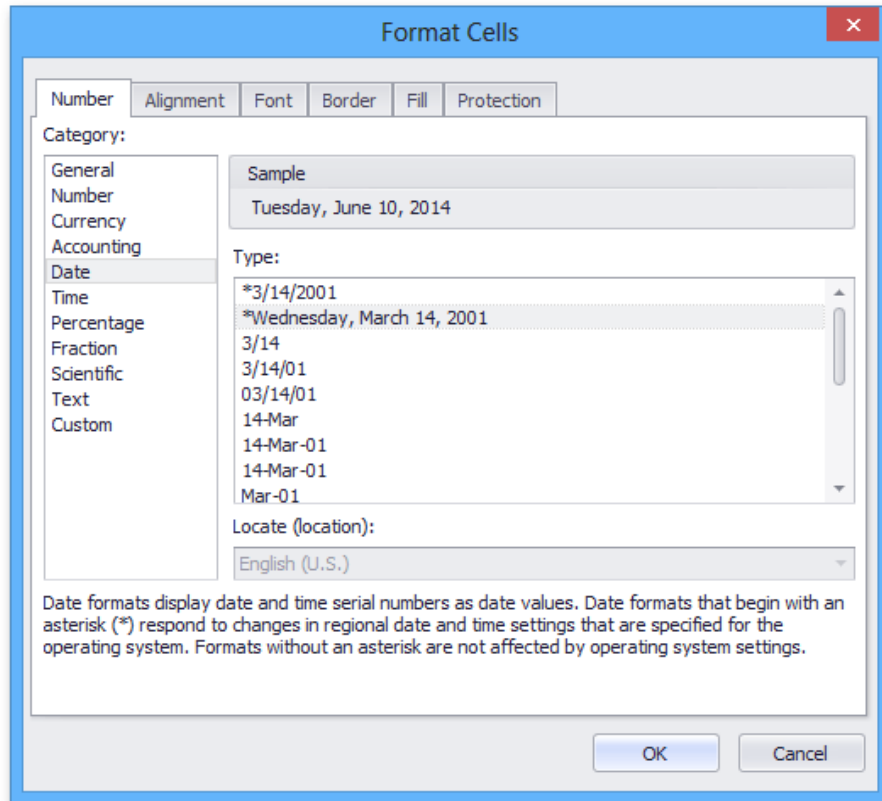 Format Cells
Number Alignment Font Border Fill Protection
Category:
General
Number
Currency
Accounting
Date
Time
Percentage
Fraction
Scientific
Text
Custom
Sample
Tuesday, June 10, 2014
Type:
*3/14/2001
*Wednesday, March 14, 2001
3/14
3/14/01
03/14/01
14-Mar
14-Mar-01
14-Mar-01
Mar-01
Locate (location):
English (U.S.)
Date formats display date and time serial numbers as date values. Date formats that begin with an
asterisk (*) respond to changes in regional date and time settings that are specified for the
operating system. Formats without an asterisk are not affected by operating system settings.
OK Cancel